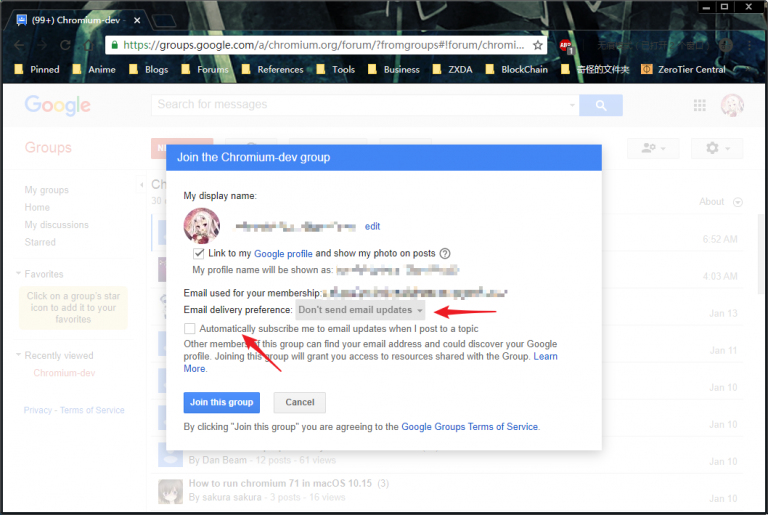 (99+) Chromium-dev -
https://groups.google.com/a/chromium.org/forum/?fromgroups#!forum/chromi...
ABP
1
Pinned Anime Blogs Forums References Tools Business ZXDA BlockChain 奇怪的文件夹 ZeroTier Central
Google Search for messages
Groups
About
My groups
Home
My discussions
Starred
Favorites
Click on a group's star
icon to add it to your
favorites
Recently viewed
Chromium-dev
Privacy - Terms of Service
Join the Chromium-dev group
My display name:
edit
Link to my Google profile and show my photo on posts
My profile name will be shown as:
Email used for your membership:
Email delivery preference: Don't send email updates
Automatically subscribe me to email updates when I post to a topic
Other members of this group can find your email address and could discover your Google
profile. Joining this group will grant you access to resources shared with the Group. Learn
More.
Join this group Cancel
By clicking "Join this group" you are agreeing to the Google Groups Terms of Service.
6:52 AM
4:03 AM
Jan 13
Jan 11
Jan 10
Jan 10
Jan 10
By Dan Beam - 12 posts - 61 views
Jan 10
How to run chromium 71 in macOS 10.15 (3)
By sakura sakura - 3 posts - 16 views
Jan 10